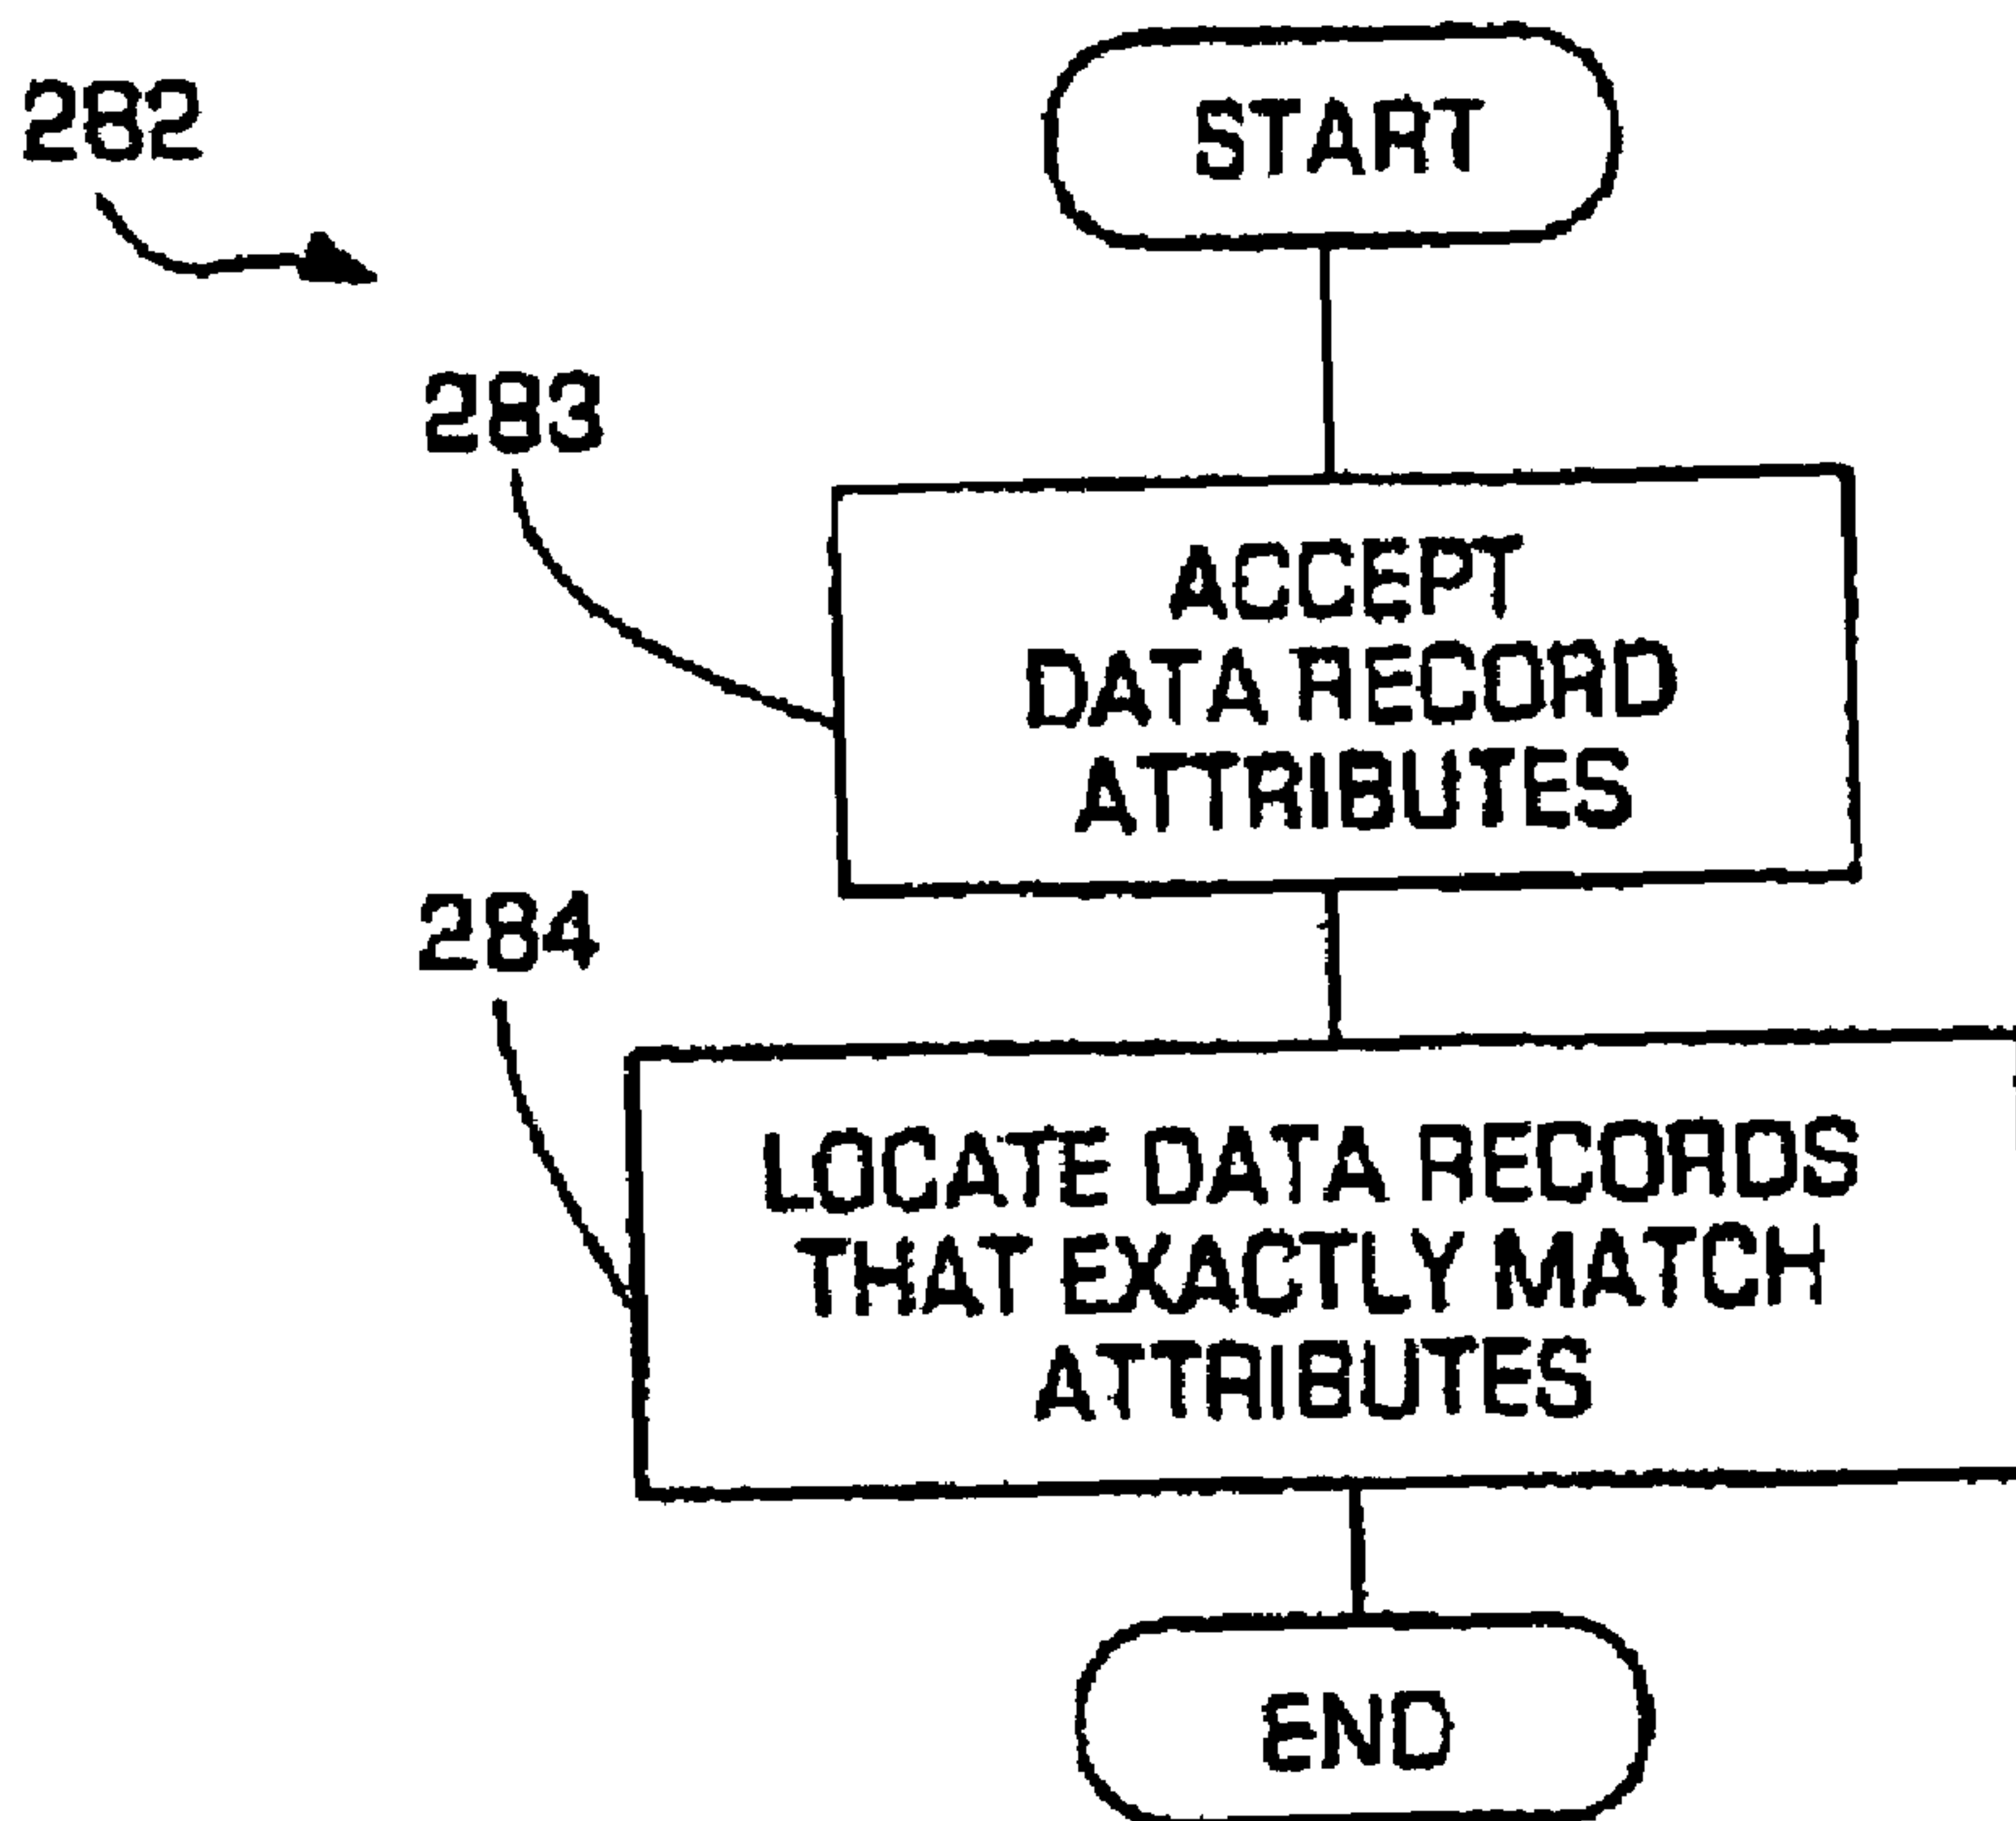 282
START
283
ACCEPT
DATA RECORD
ATTRIBUTES
284
LOCATE DATA RECORDS
THAT EXACTLY MATCH
ATTRIBUTES
END